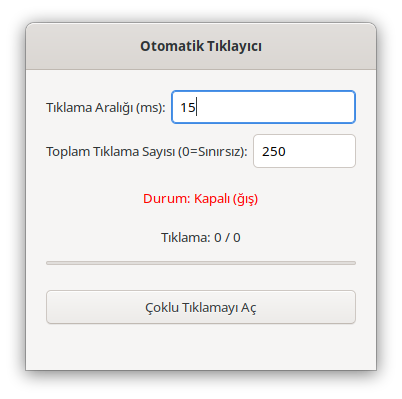 Otomatik Tıklayıcı
Tıklama Aralığı (ms): 15
Toplam Tıklama Sayısı (0=Sınırsız): 250
Durum: Kapalı (ğış)
Tıklama: 0 / 0
Çoklu Tıklamayı Aç